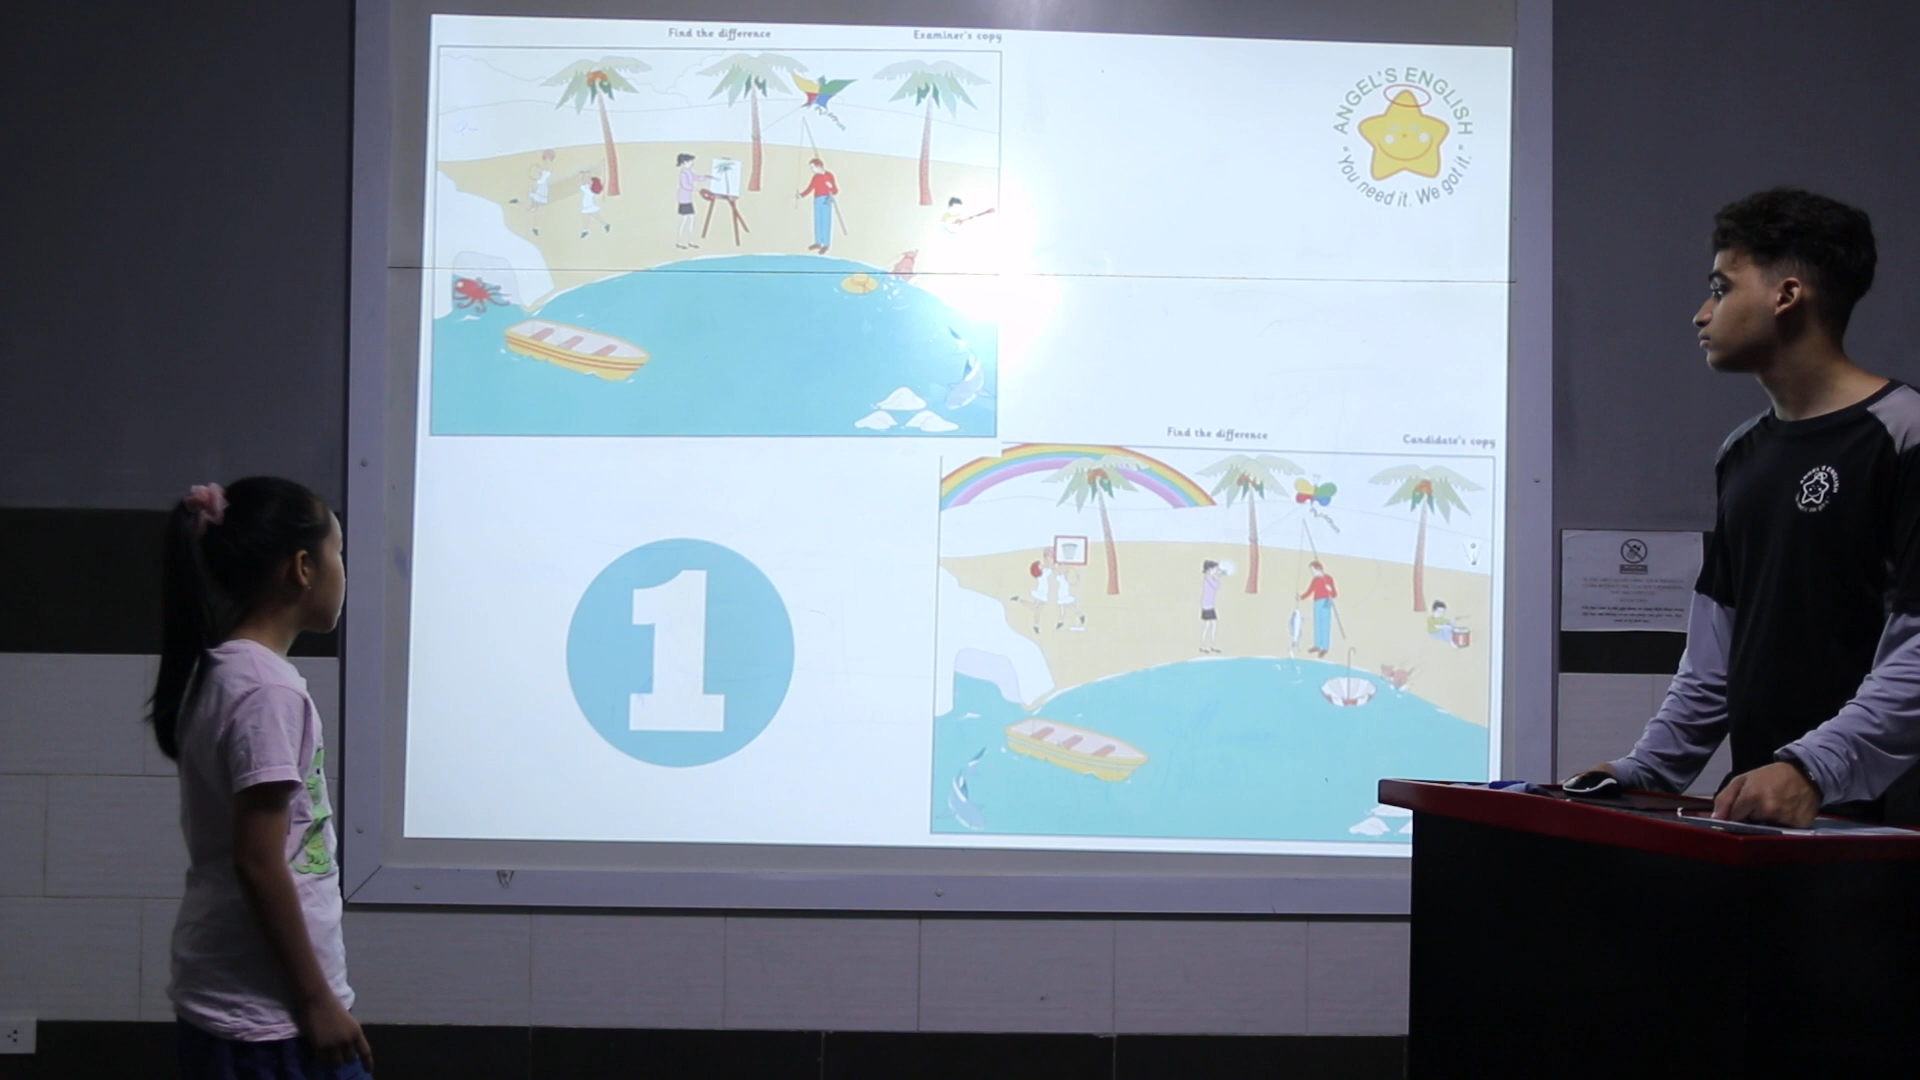 Find the difference
Examiner's copy
ANGEL'S ENGLISH
"You need it. We got it."
Find the difference
Candidate's copy
1